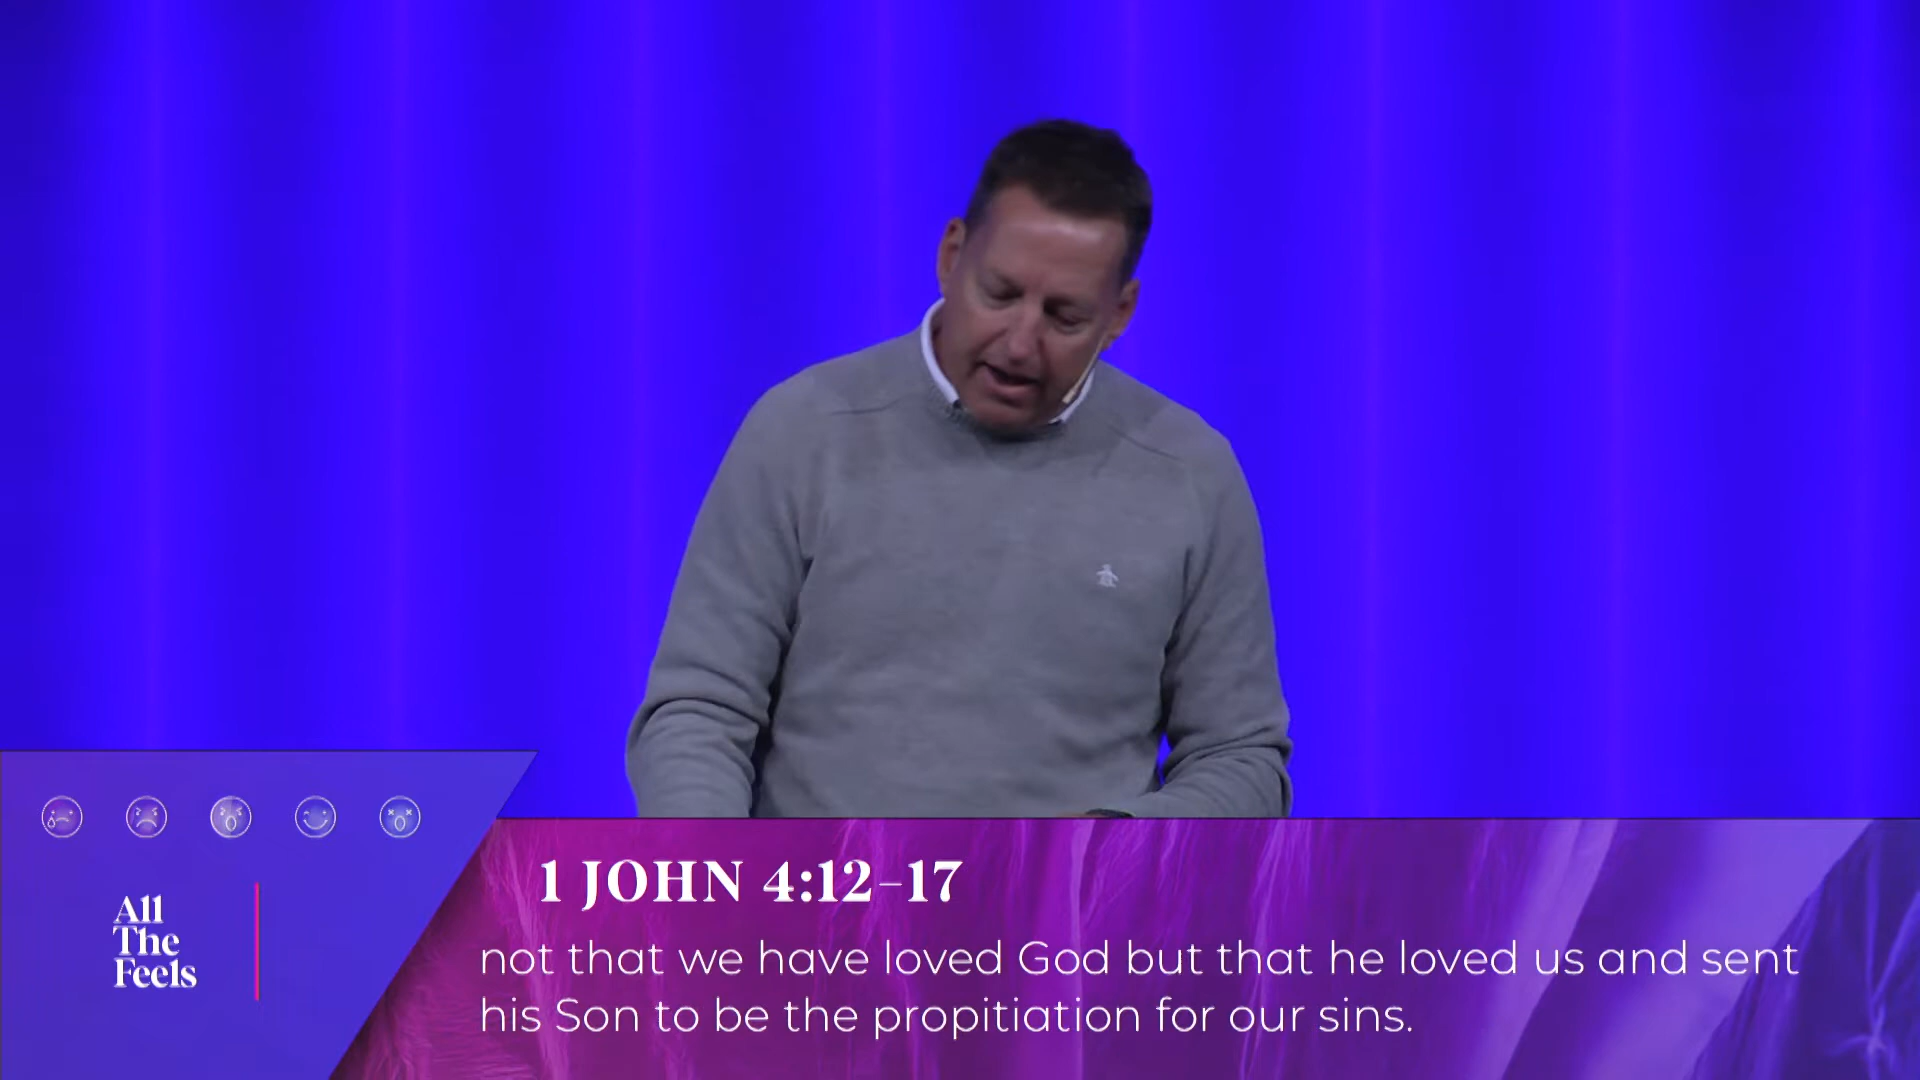 All
The
Feels
1 JOHN 4:12–17
not that we have loved God but that he loved us and sent
his Son to be the propitiation for our sins.